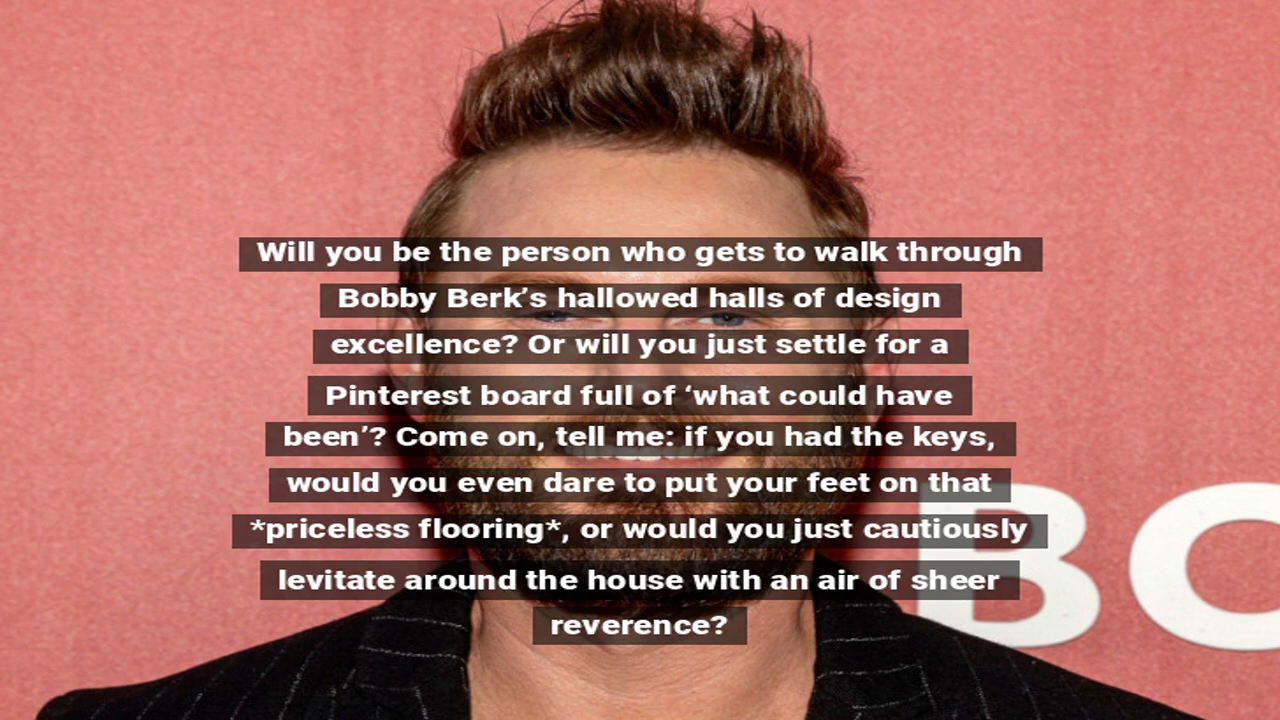 Will you be the person who gets to walk through
Bobby Berk’s hallowed halls of design
excellence? Or will you just settle for a
Pinterest board full of ‘what could have
been’? Come on, tell me: if you had the keys,
would you even dare to put your feet on that
*priceless flooring*, or would you just cautiously
levitate around the house with an air of sheer
reverence?
BO